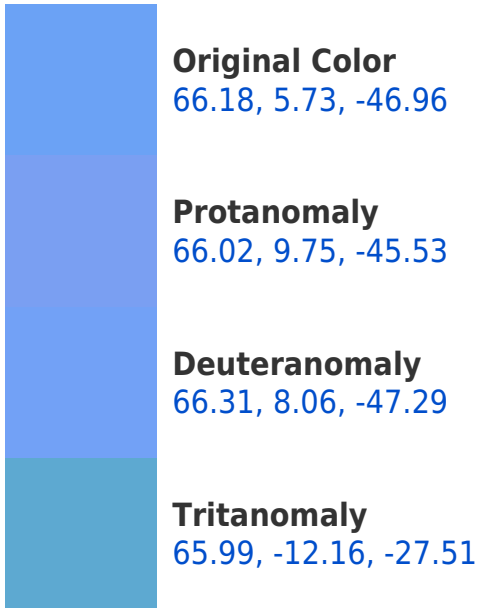 Original Color
66.18, 5.73, -46.96
Protanomaly
66.02, 9.75, -45.53
Deuteranomaly
66.31, 8.06, -47.29
Tritanomaly
65.99, -12.16, -27.51